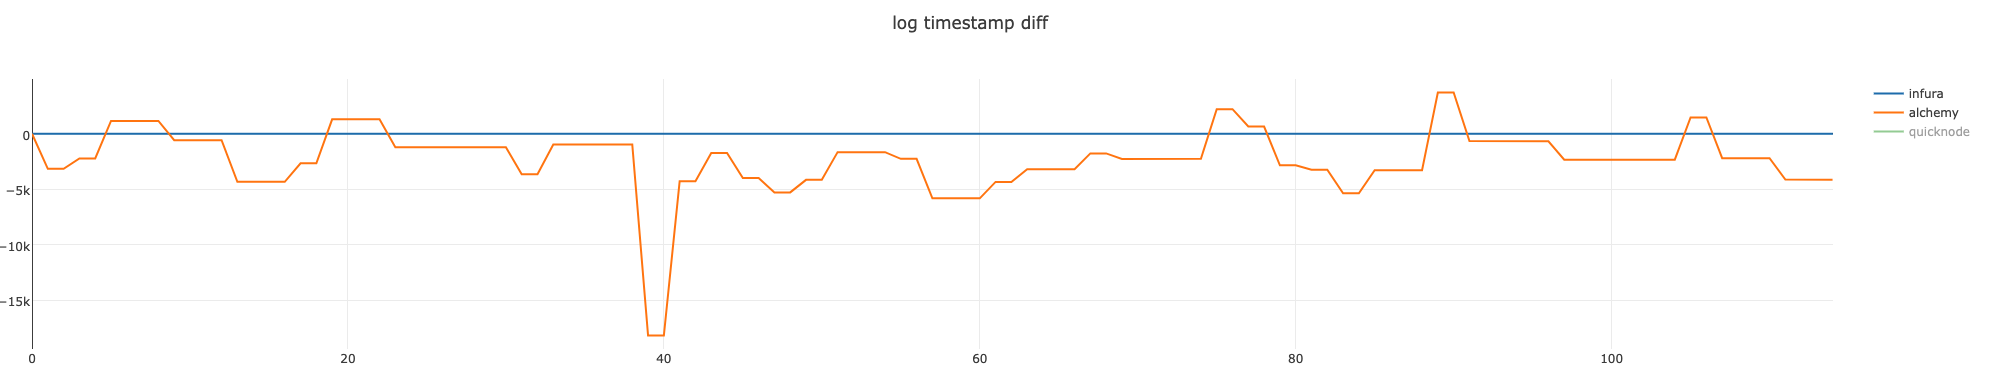 log timestamp diff
infura
alchemy
quicknode
0
−5k
−10k
−15k
0 20 40 60 80 100